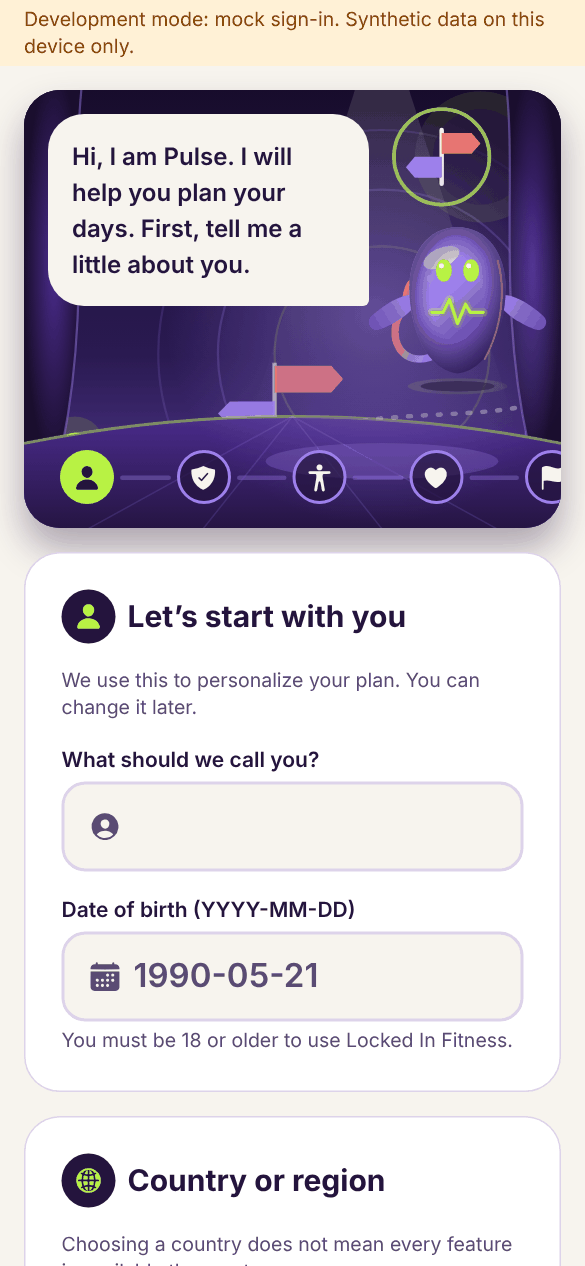 Development mode: mock sign-in. Synthetic data on this
device only.
Hi, I am Pulse. I will
help you plan your
days. First, tell me a
little about you.
Let’s start with you
We use this to personalize your plan. You can
change it later.
What should we call you?
Date of birth (YYYY-MM-DD)
1990-05-21
You must be 18 or older to use Locked In Fitness.
Country or region
Choosing a country does not mean every feature